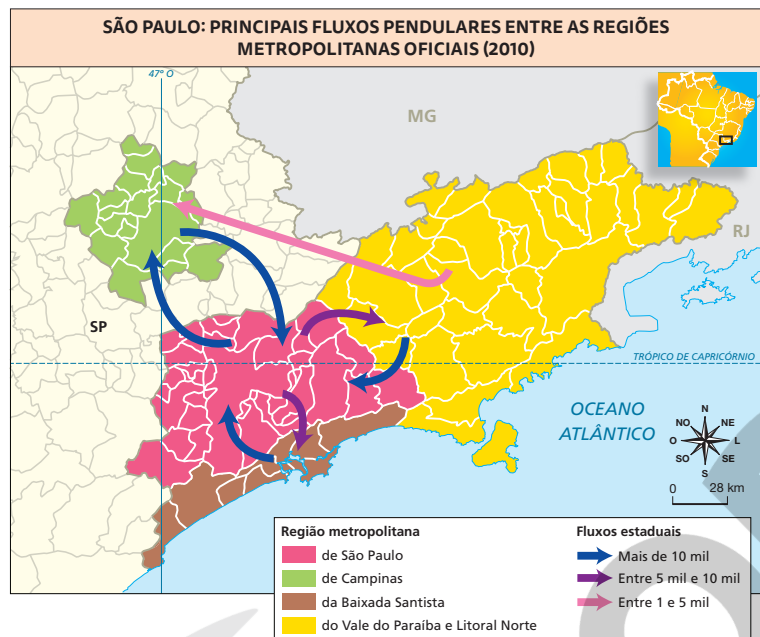 SÃO PAULO: PRINCIPAIS FLUXOS PENDULARES ENTRE AS REGIÕES
METROPOLITANAS OFICIAIS (2010)
47° O
MG
RJ
SP
TRÓPICO DE CAPRICÓRNIO
OCEANO
ATLÂNTICO
N
NO
NE
O
L
SO
SE
S
0 28 km
Região metropolitana
de São Paulo
de Campinas
da Baixada Santista
do Vale do Paraíba e Litoral Norte
Fluxos estaduais
Mais de 10 mil
Entre 5 mil e 10 mil
Entre 1 e 5 mil